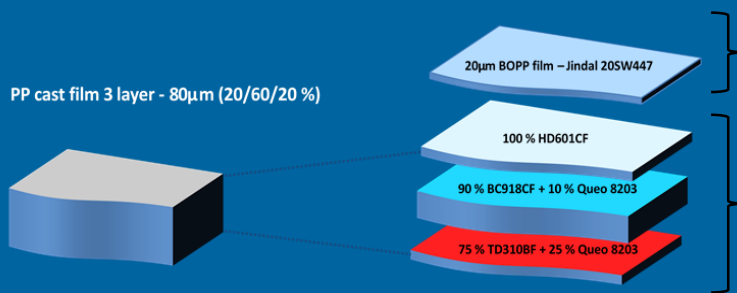 20µm BOPP film – Jindal 20SW447
PP cast film 3 layer - 80µm (20/60/20 %)
100 % HD601CF
90 % BC918CF + 10 % Queo 8203
75 % TD310BF + 25 % Queo 8203